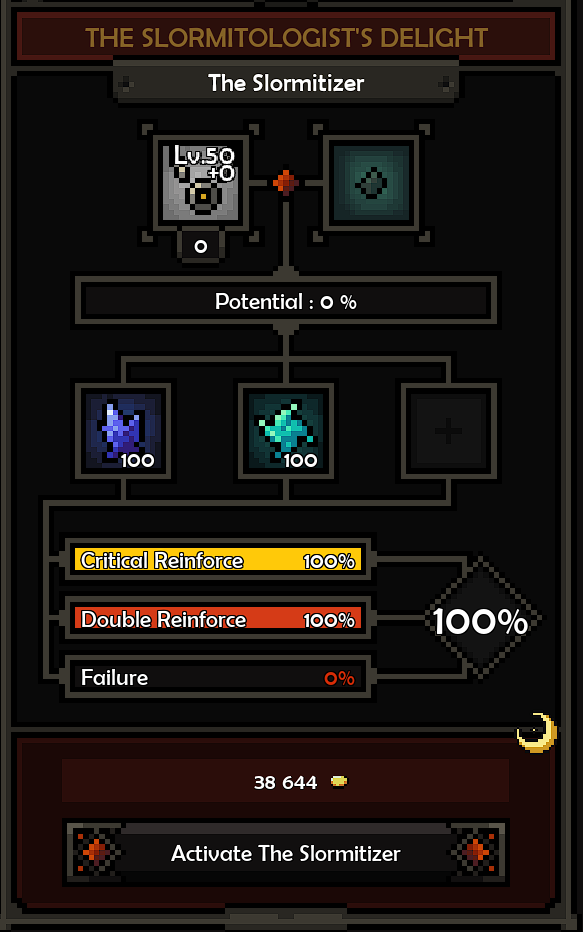 THE SLORMITOLOGIST'S DELIGHT
The Slormitizer
Lv.50
+0
0
Potential : 0 %
100
100
Critical Reinforce 100%
Double Reinforce 100%
100%
Failure 0%
38 644
Activate The Slormitizer